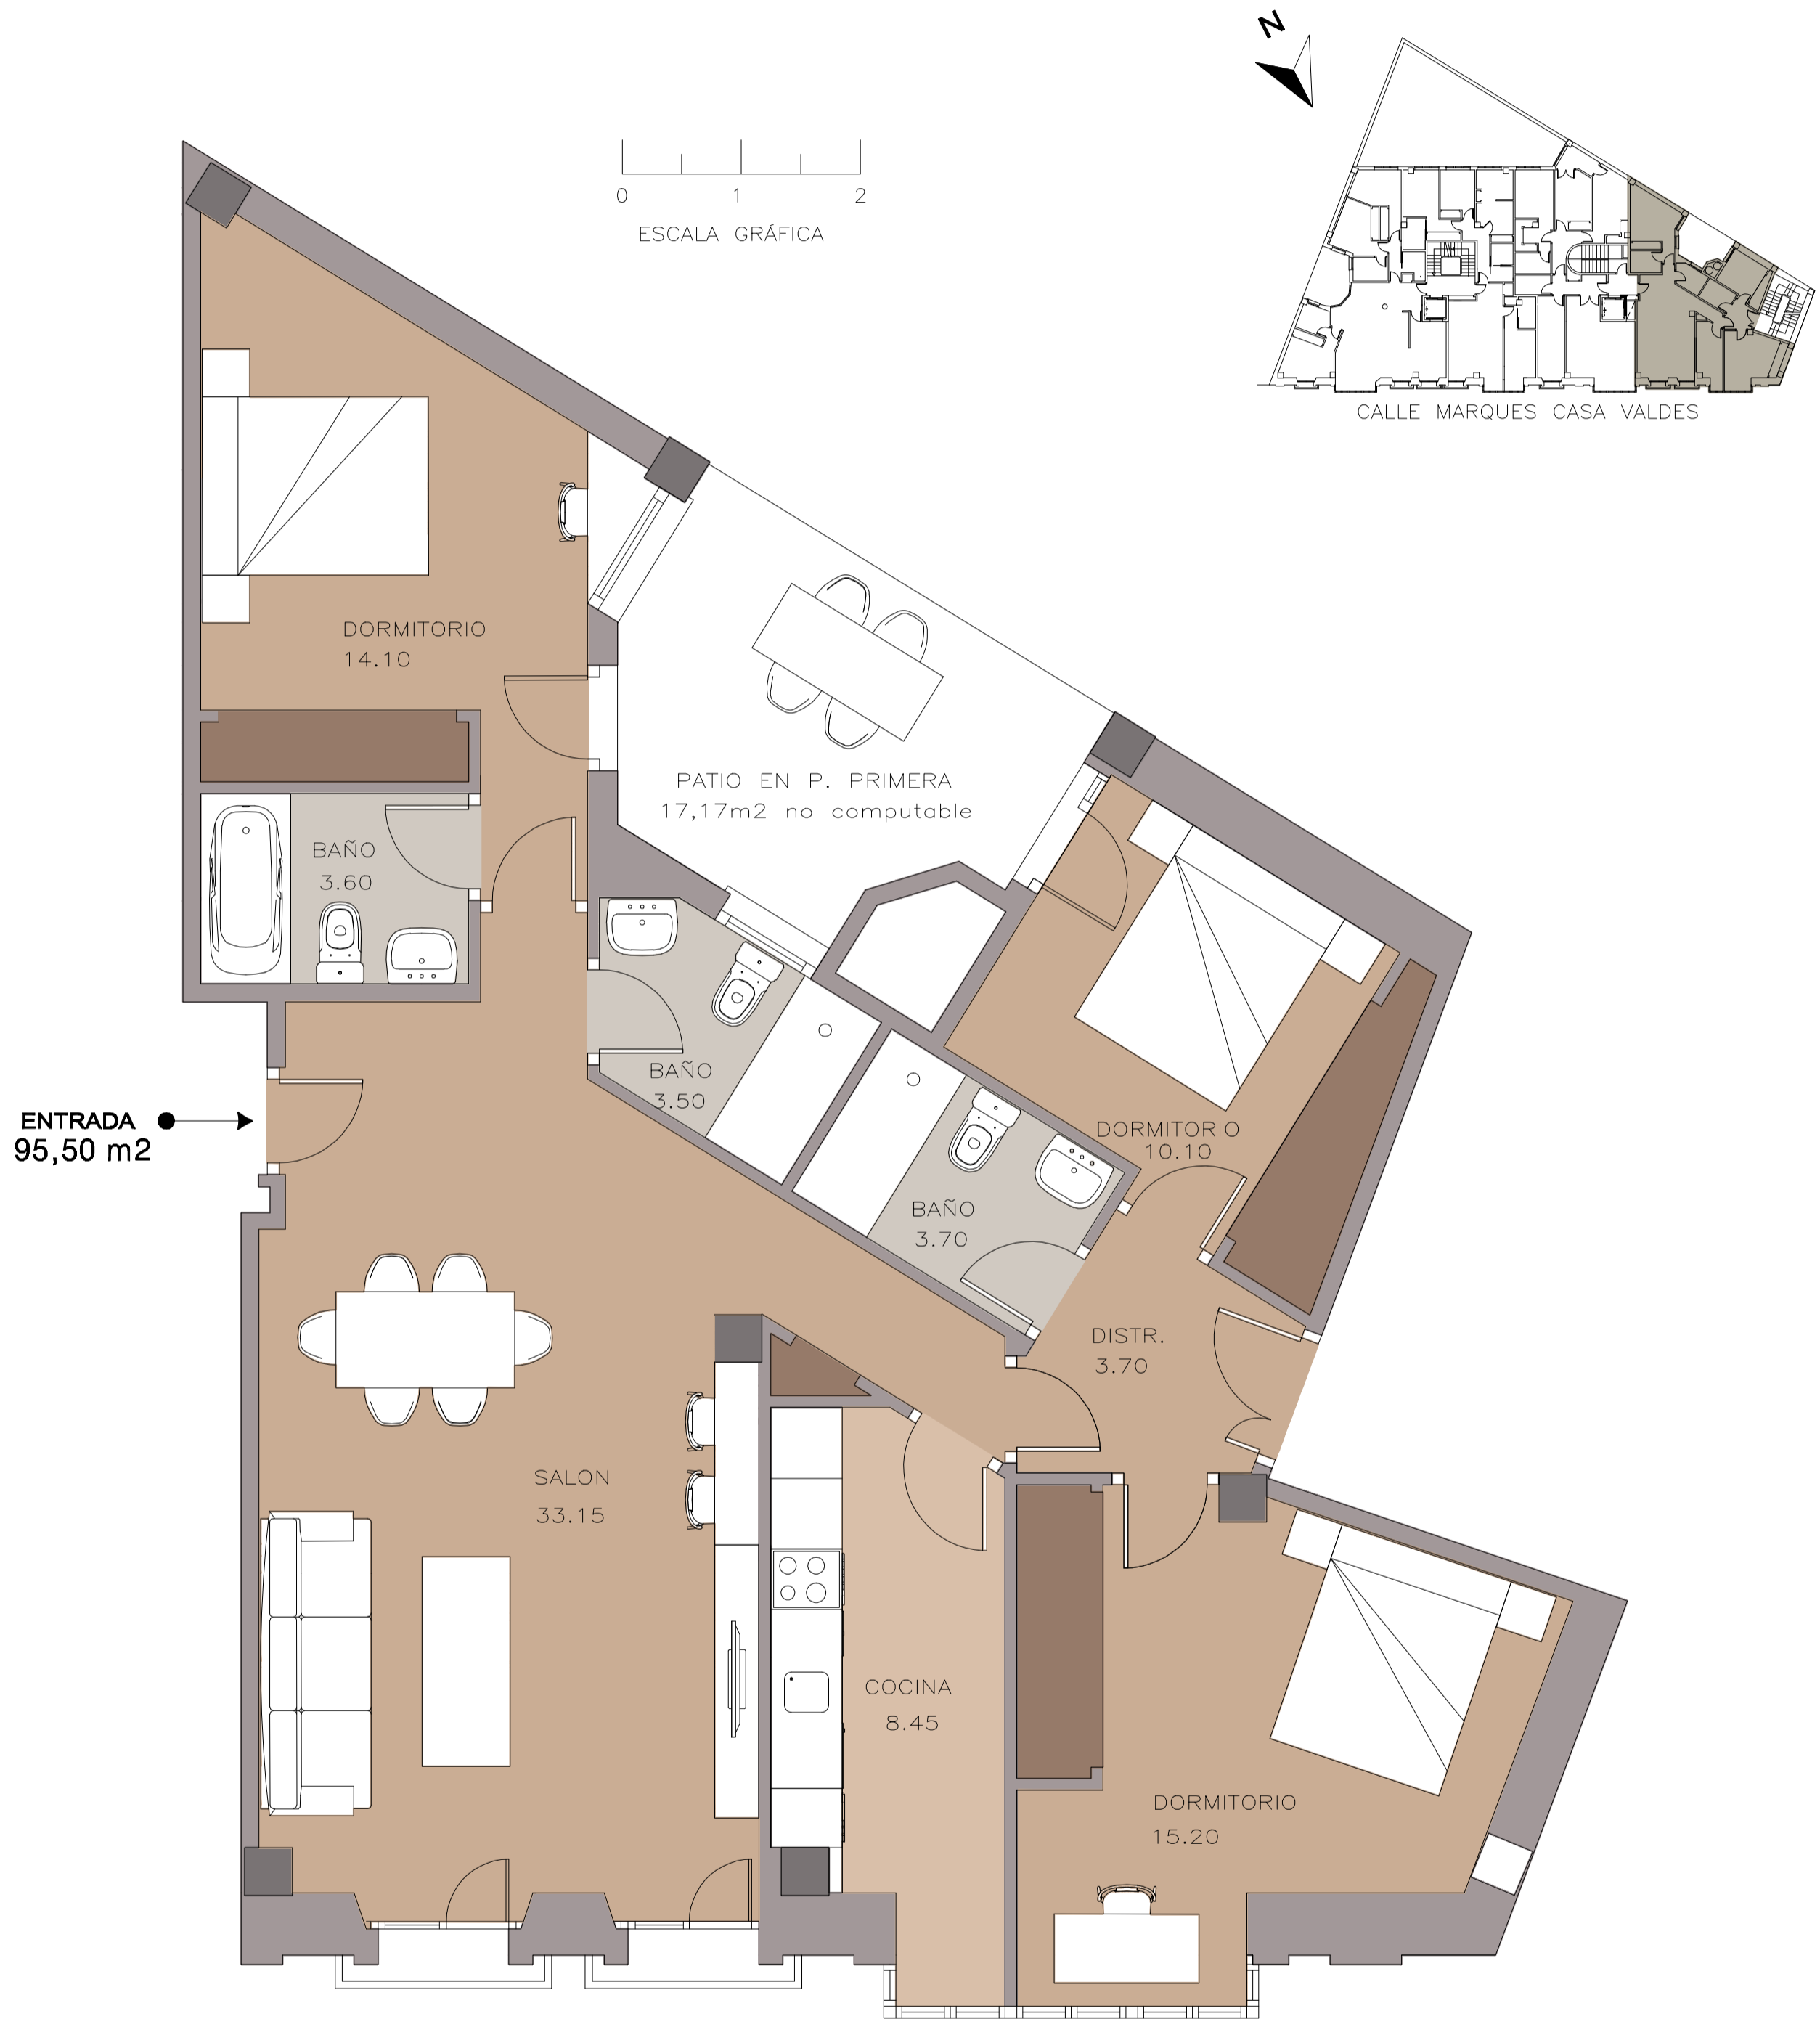 N
0 1 2
ESCALA GRÁFICA
CALLE MARQUES CASA VALDES
DORMITORIO
14.10
PATIO EN P. PRIMERA
17,17m2 no computable
BAÑO
3.60
BAÑO
3.50
ENTRADA
95,50 m2
DORMITORIO
10.10
BAÑO
3.70
DISTR.
3.70
SALON
33.15
COCINA
8.45
DORMITORIO
15.20